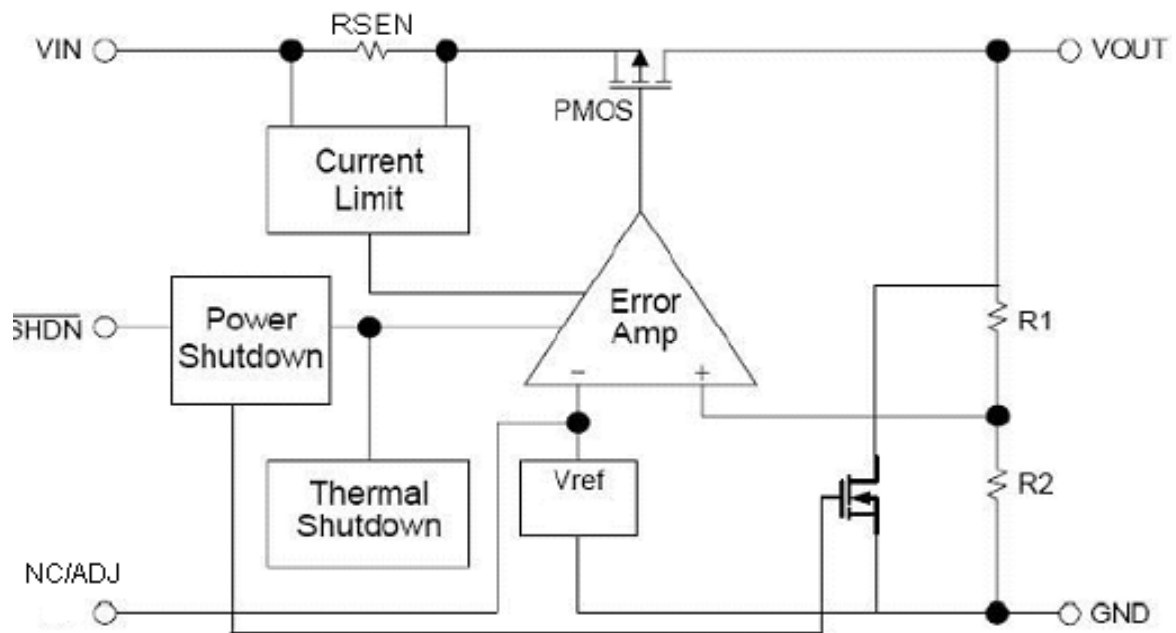 RSEN
VIN
VOUT
PMOS
Current
Limit
SHDN
Power
Shutdown
Error
Amp
R1
- +
Vref
R2
Thermal
Shutdown
NC/ADJ
GND